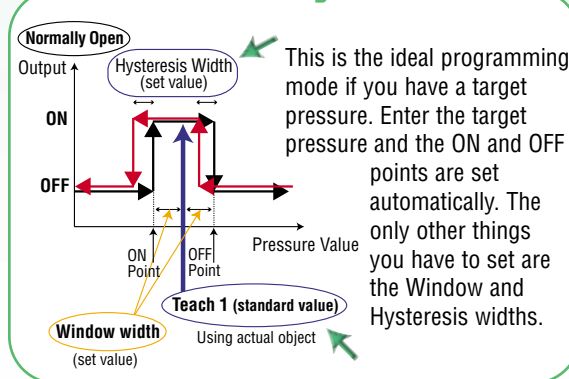 Normally Open
Output
Hysteresis Width
(set value)
ON
OFF
ON
Point
OFF
Point
Pressure Value
Teach 1 (standard value)
Using actual object
Window width
(set value)
This is the ideal programming
mode if you have a target
pressure. Enter the target
pressure and the ON and OFF
points are set
automatically. The
only other things
you have to set are
the Window and
Hysteresis widths.